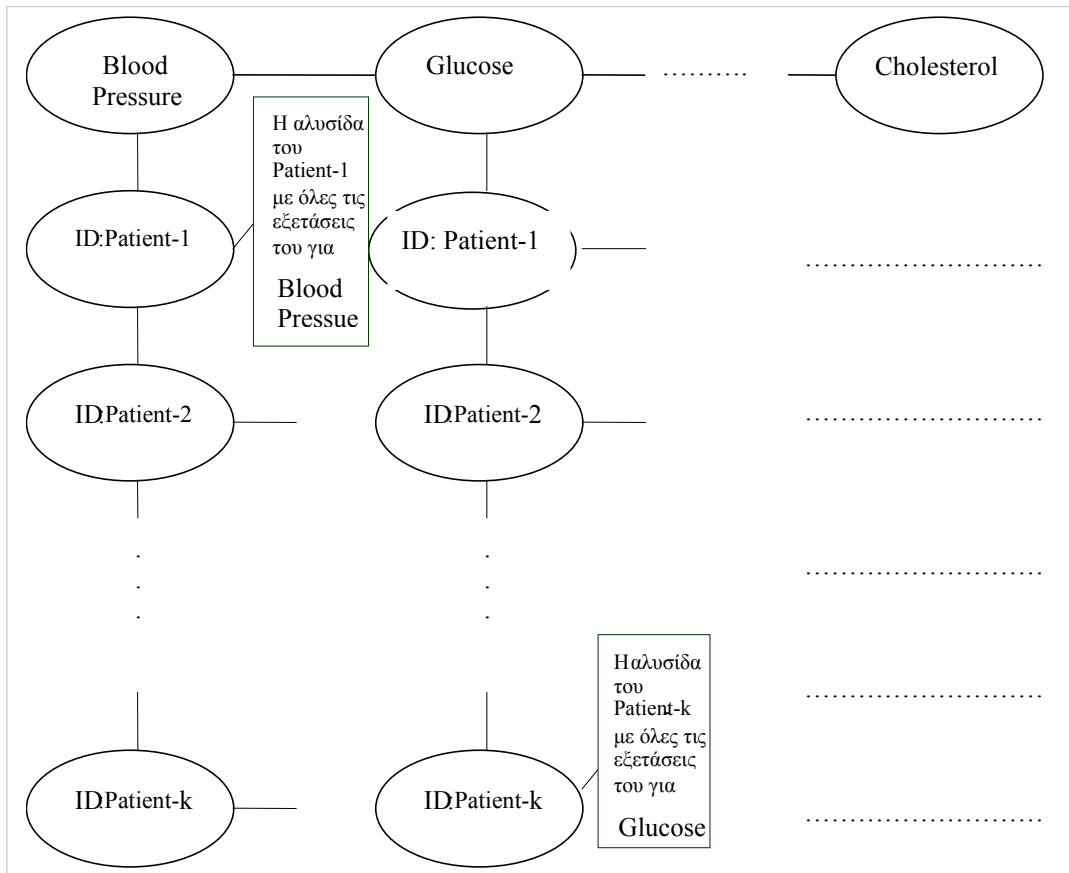 Blood
Pressure
Glucose
...........
Cholesterol
Η αλυσίδα
του
Patient-1
με όλες τις
εξετάσεις
του για
Blood
Pressue
ID:Patient-1
ID: Patient-1
ID:Patient-2
ID:Patient-2
Η αλυσίδα
του
Patient-k
με όλες τις
εξετάσεις
του για
Glucose
ID:Patient-k
ID:Patient-k